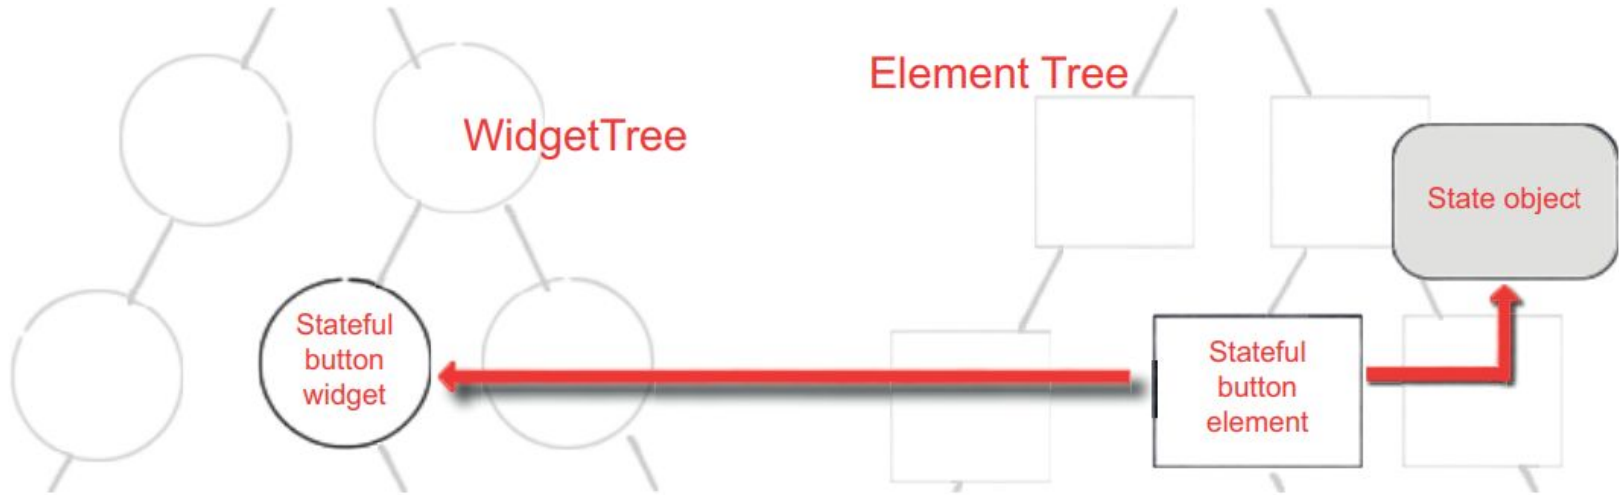 Element Tree
WidgetTree
State object
Stateful
button
widget
Stateful
button
element